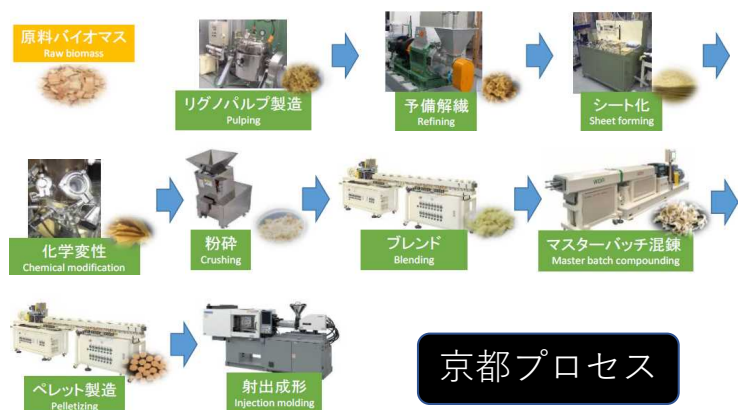 原料バイオマス
Raw biomass
リグノパルプ製造
Pulping
予備解繊
Refining
シート化
Sheet forming
化学変性
Chemical modification
粉砕
Crushing
ブレンド
Blending
マスターバッチ混錬
Master batch compounding
ペレット製造
Pelletizing
射出成形
Injection molding
京都プロセス